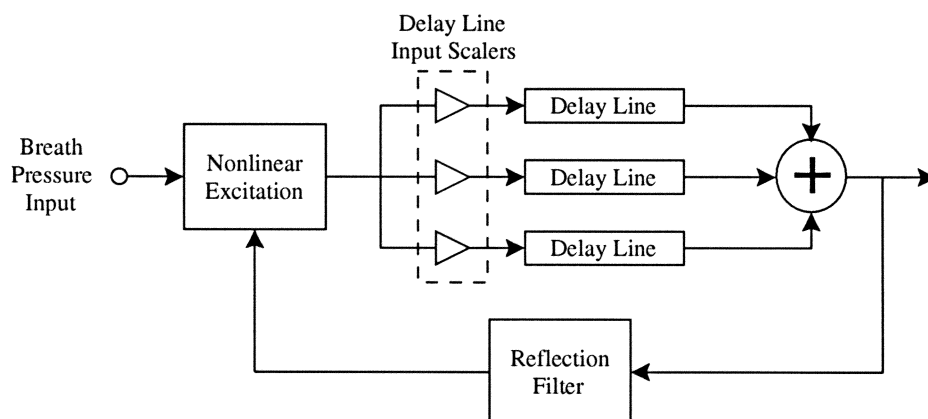 Delay Line
Input Scalers
Breath
Pressure
Input
Nonlinear
Excitation
Delay Line
Delay Line
Delay Line
+
Reflection
Filter